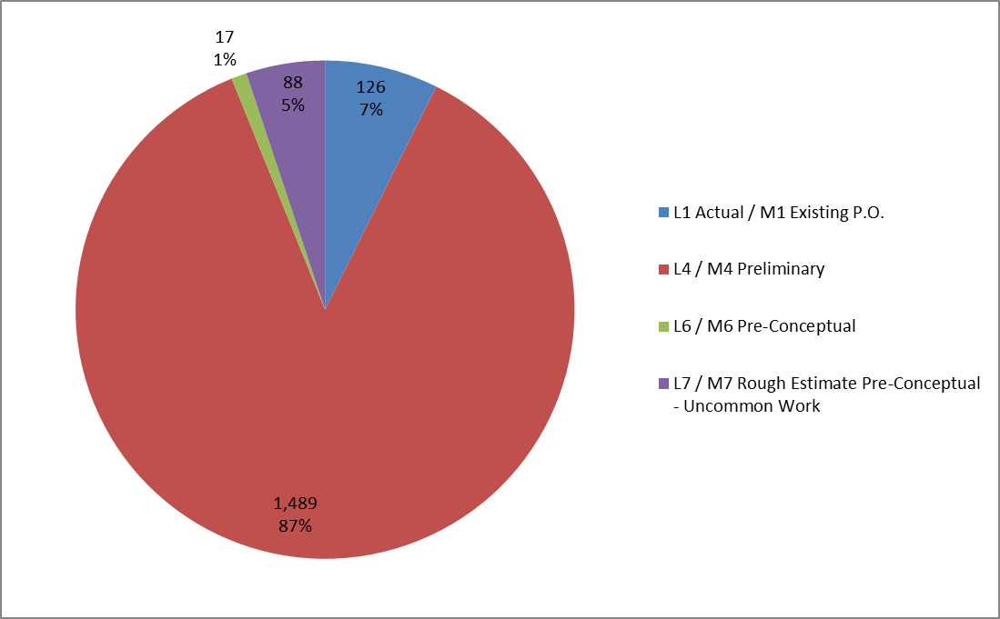 17
1%
88
5%
126
7%
1,489
87%
L1 Actual / M1 Existing P.O.
L4 / M4 Preliminary
L6 / M6 Pre-Conceptual
L7 / M7 Rough Estimate Pre-Conceptual
- Uncommon Work